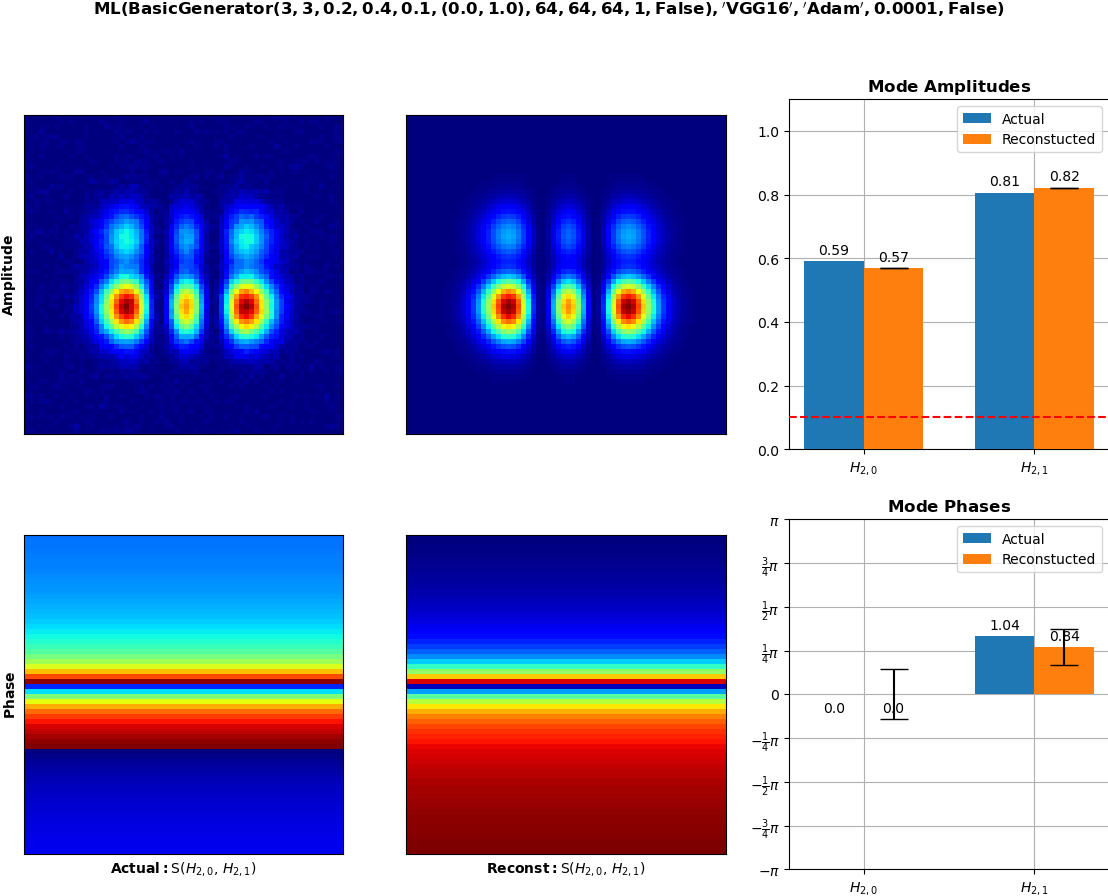 ML(BasicGenerator(3, 3, 0.2, 0.4, 0.1, (0.0, 1.0), 64, 64, 64, 1, False), ′VGG16′, ′Adam′, 0.0001, False)
Amplitude
Mode Amplitudes
Actual
Reconstucted
1.0
0.8
0.6
0.4
0.2
0.0
0.59
0.57
0.81
0.82
H2, 0
H2, 1
Phase
Actual: S(H2, 0, H2, 1)
Reconst: S(H2, 0, H2, 1)
Mode Phases
Actual
Reconstucted
π
3/4π
1/2π
1/4π
0
−1/4π
−1/2π
−3/4π
−π
0.0
0.0
1.04
0.84
H2, 0
H2, 1